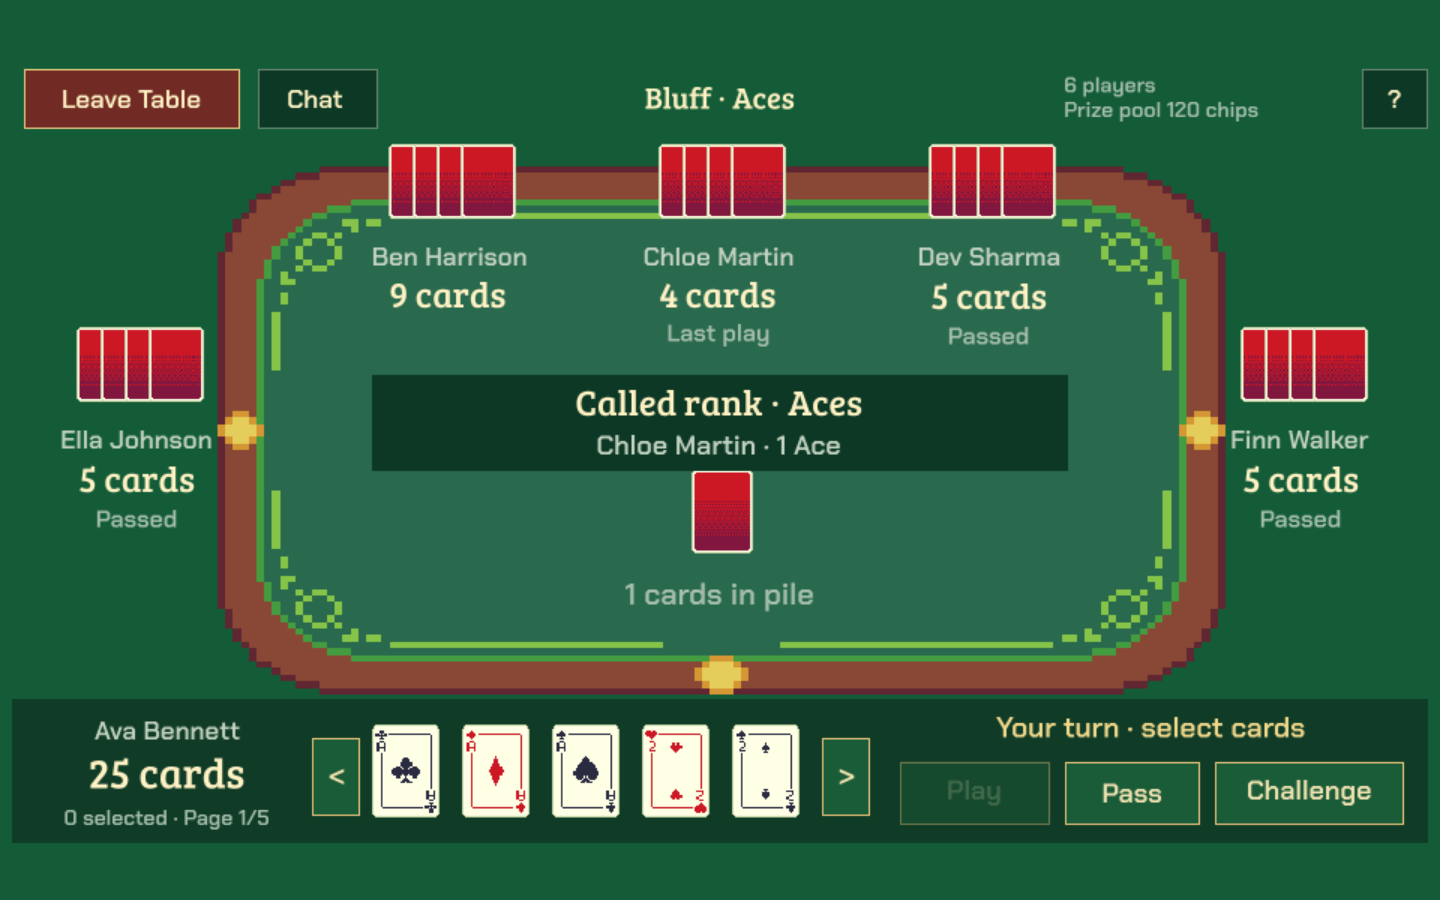 Leave Table
Chat
Bluff · Aces
6 players
Prize pool 120 chips
?
Ben Harrison
9 cards
Chloe Martin
4 cards
Last play
Dev Sharma
5 cards
Passed
Ella Johnson
5 cards
Passed
Finn Walker
5 cards
Passed
Called rank · Aces
Chloe Martin · 1 Ace
1 cards in pile
Ava Bennett
25 cards
0 selected · Page 1/5
<
A
A
A
A
A
A
2
2
2
2
>
Your turn · select cards
Play
Pass
Challenge